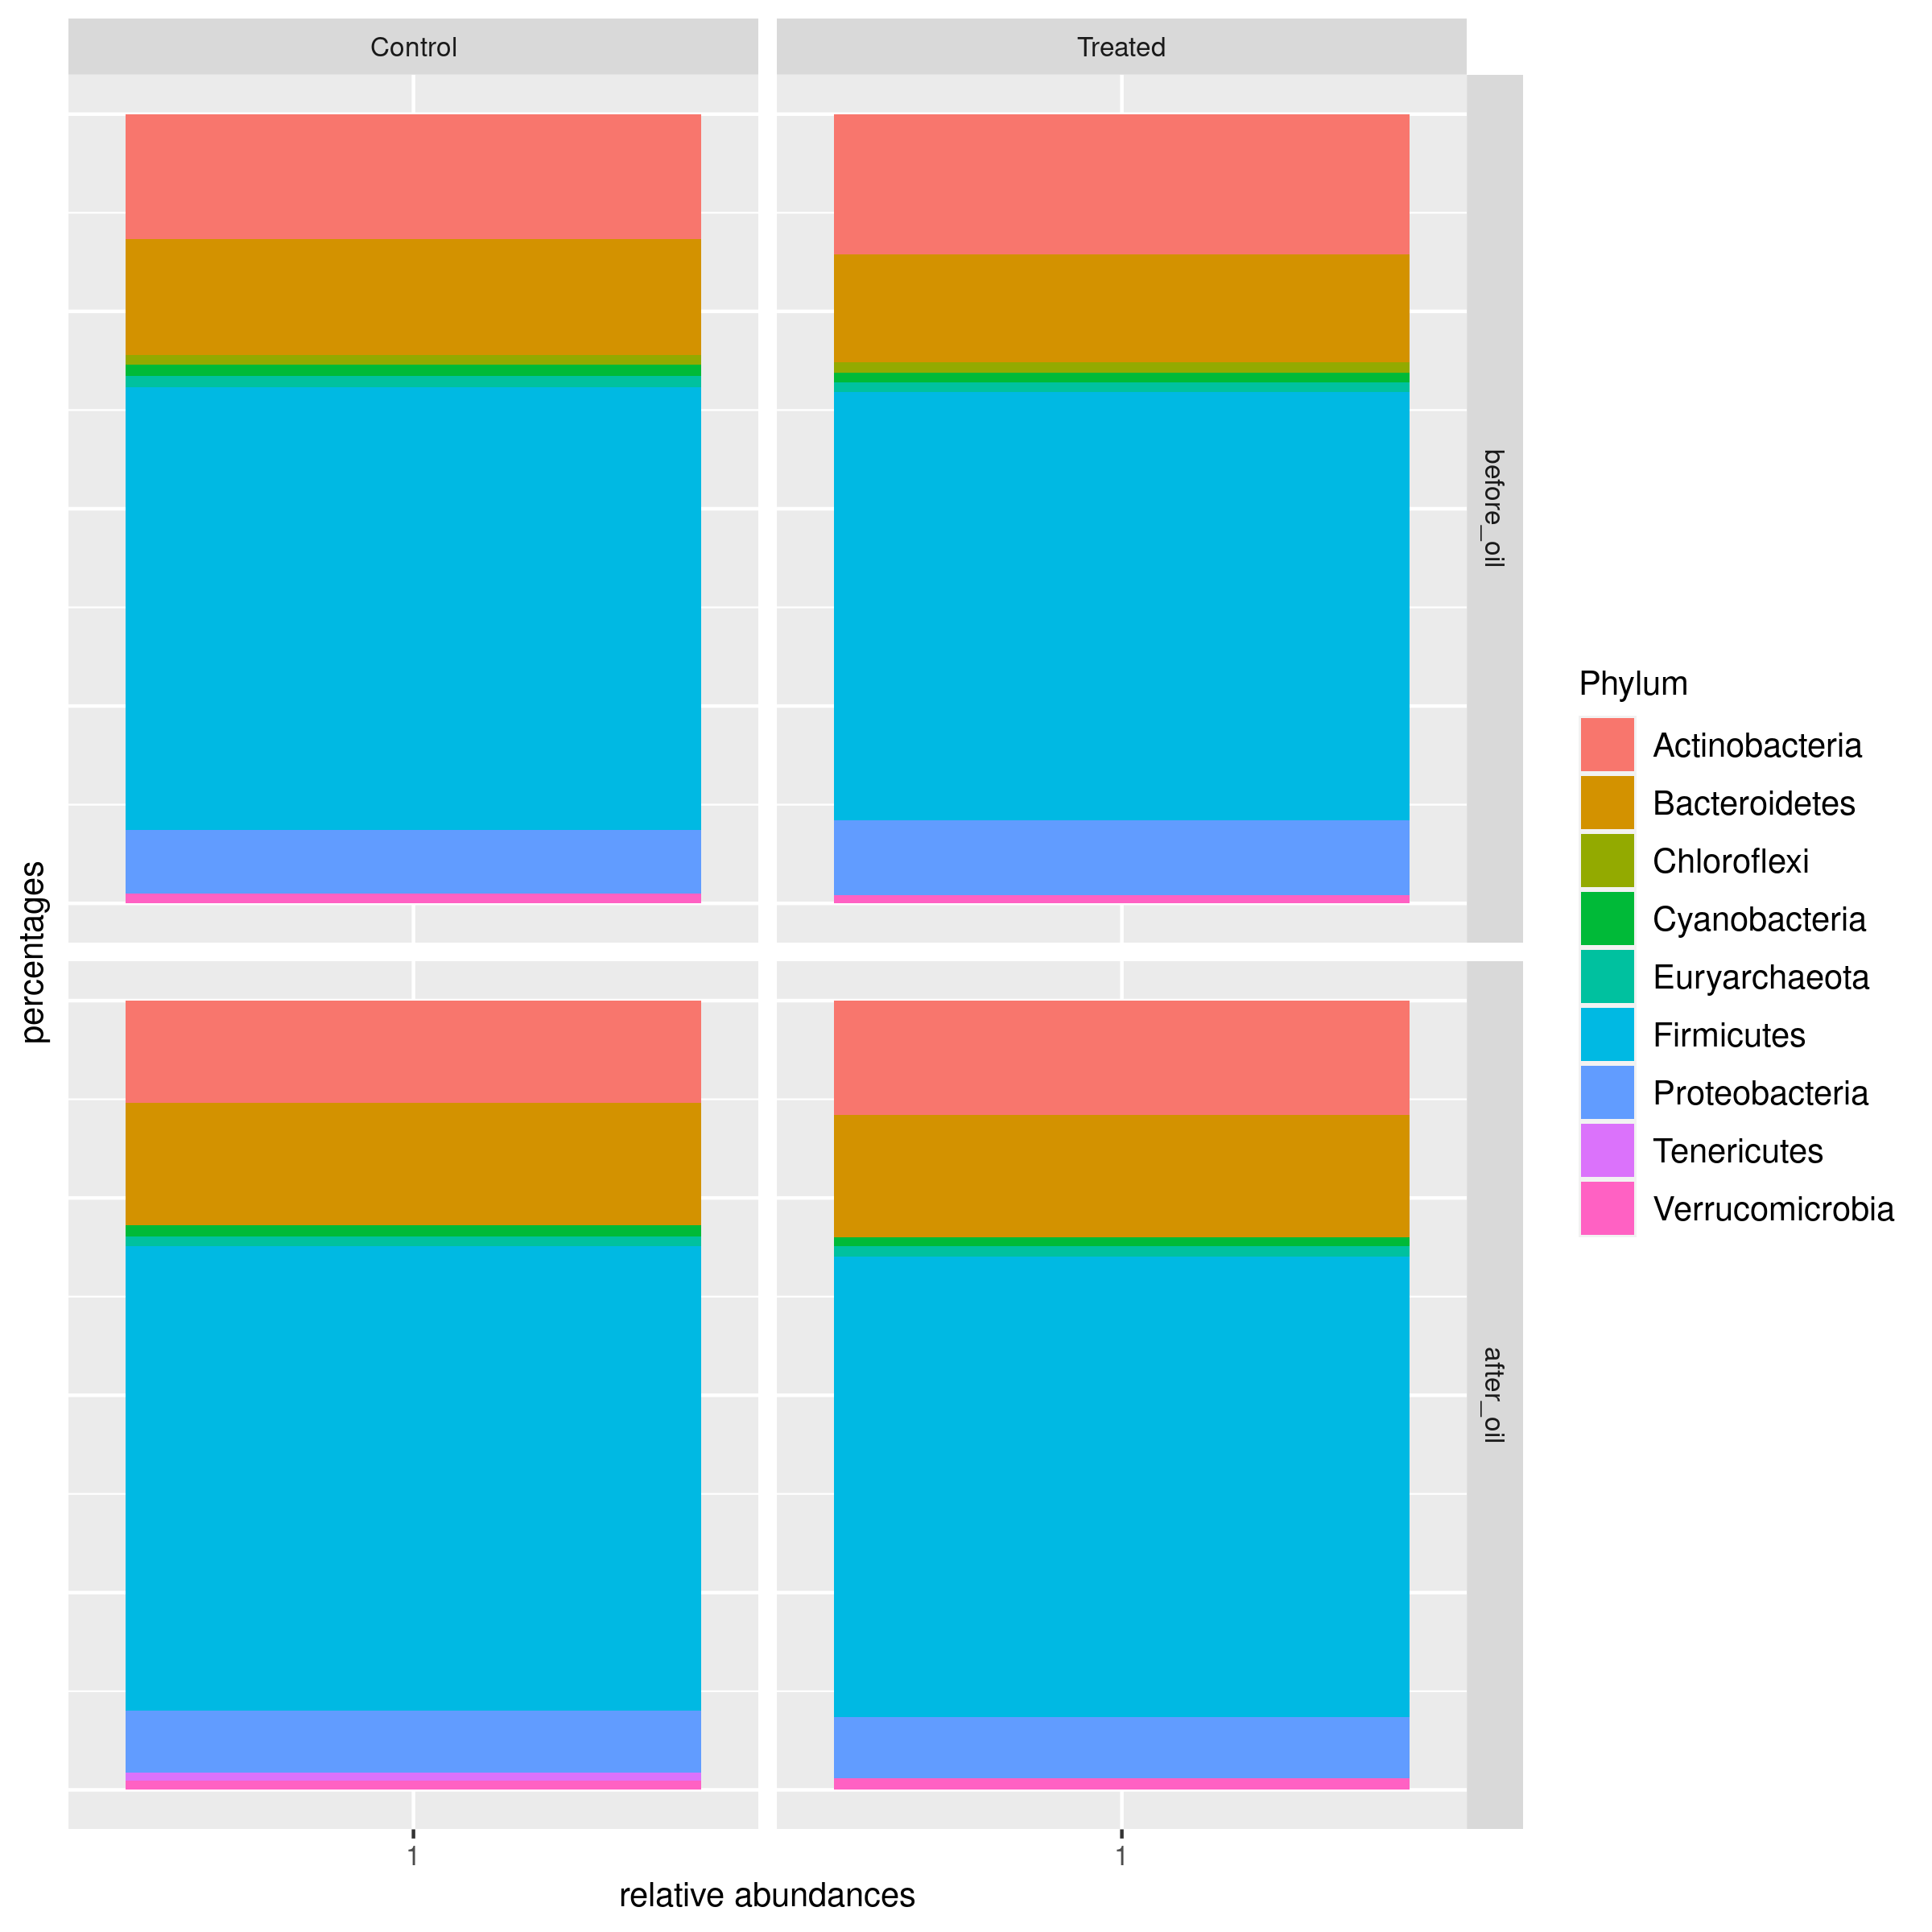 Control
Treated
before_oil
after_oil
percentages
1
1
relative abundances
Phylum
Actinobacteria
Bacteroidetes
Chloroflexi
Cyanobacteria
Euryarchaeota
Firmicutes
Proteobacteria
Tenericutes
Verrucomicrobia